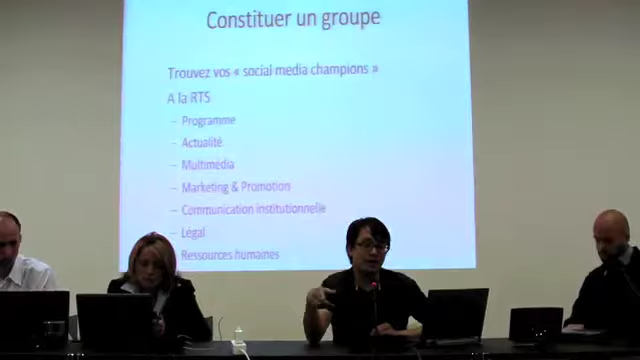 Constituer un groupe
Trouvez vos « social media champions »
A la RTS
– Programme
– Actualité
– Multimédia
– Marketing & Promotion
– Communication institutionnelle
– Légal
– Ressources humaines